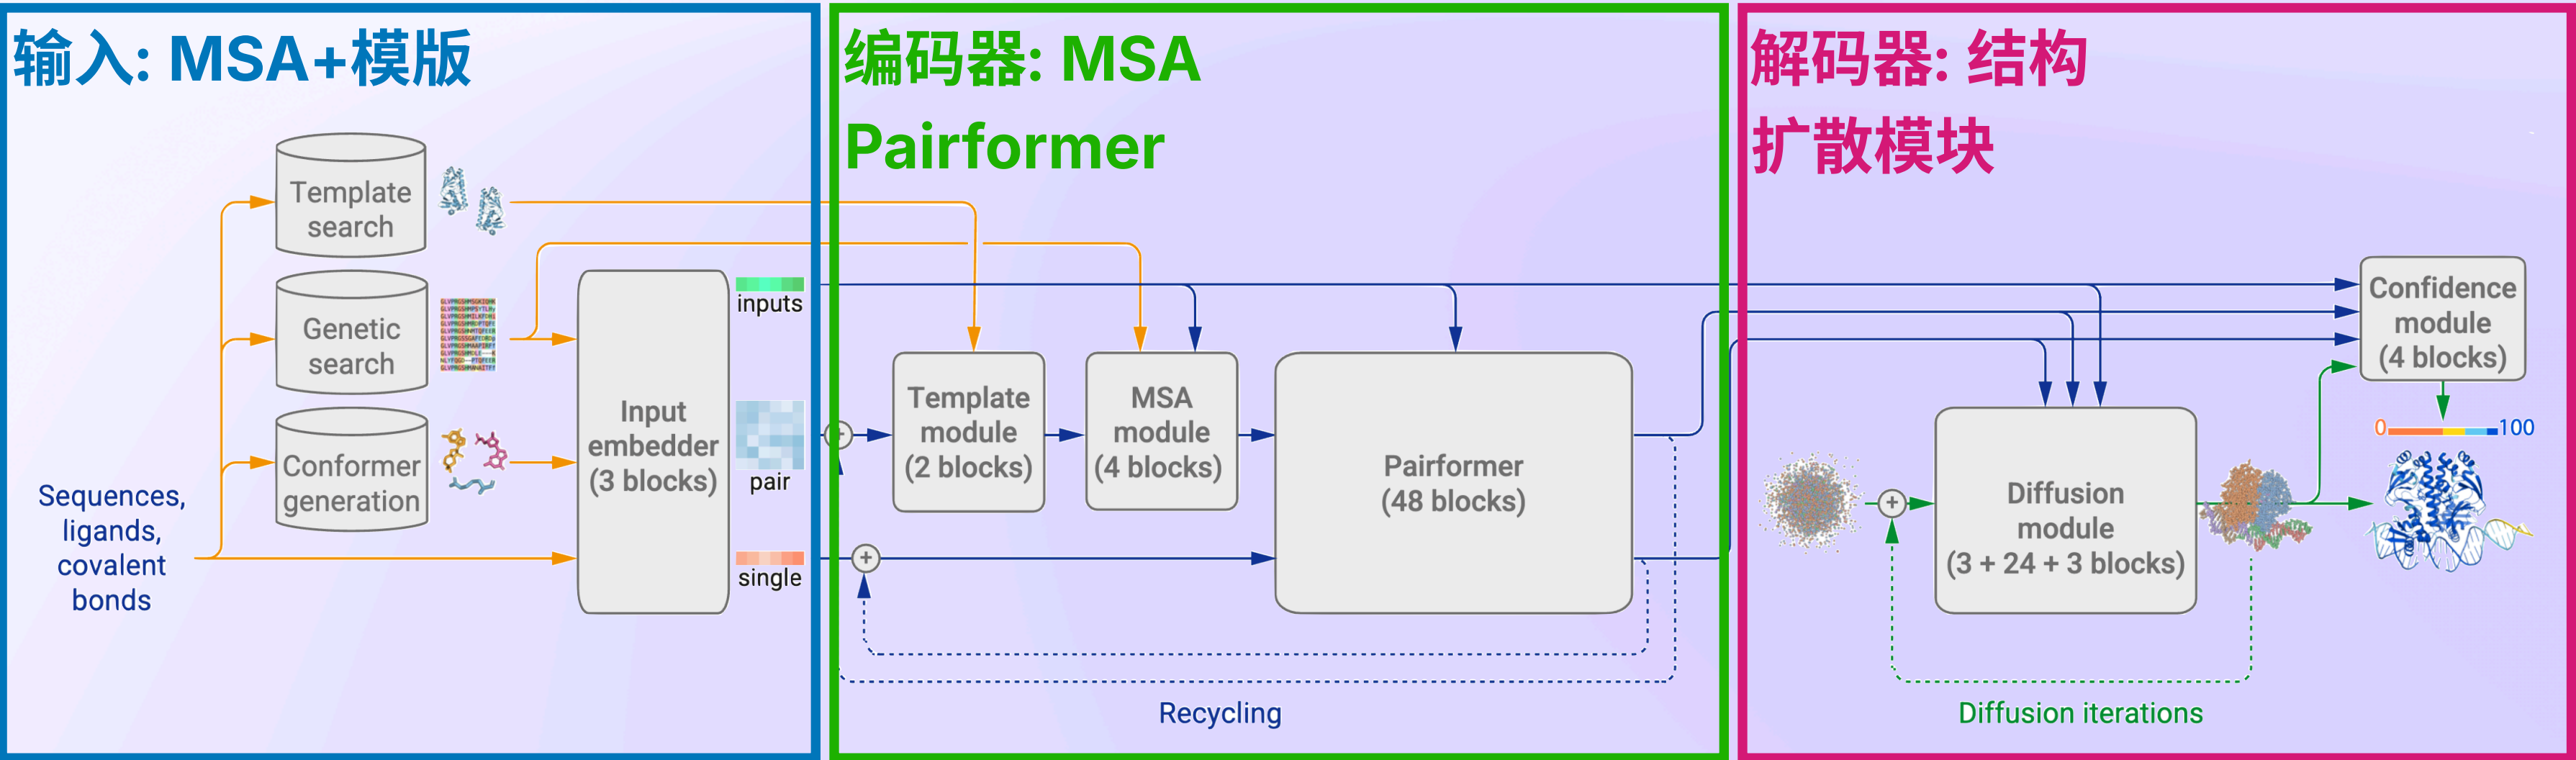 输入: MSA+模版
Template
search
Genetic
search
Conformer
generation
Sequences,
ligands,
covalent
bonds
Input
embedder
(3 blocks)
inputs
pair
single
编码器: MSA
Pairformer
Template
module
(2 blocks)
MSA
module
(4 blocks)
Pairformer
(48 blocks)
+
+
Recycling
解码器: 结构
扩散模块
Confidence
module
(4 blocks)
0
100
+
Diffusion
module
(3 + 24 + 3 blocks)
Diffusion iterations